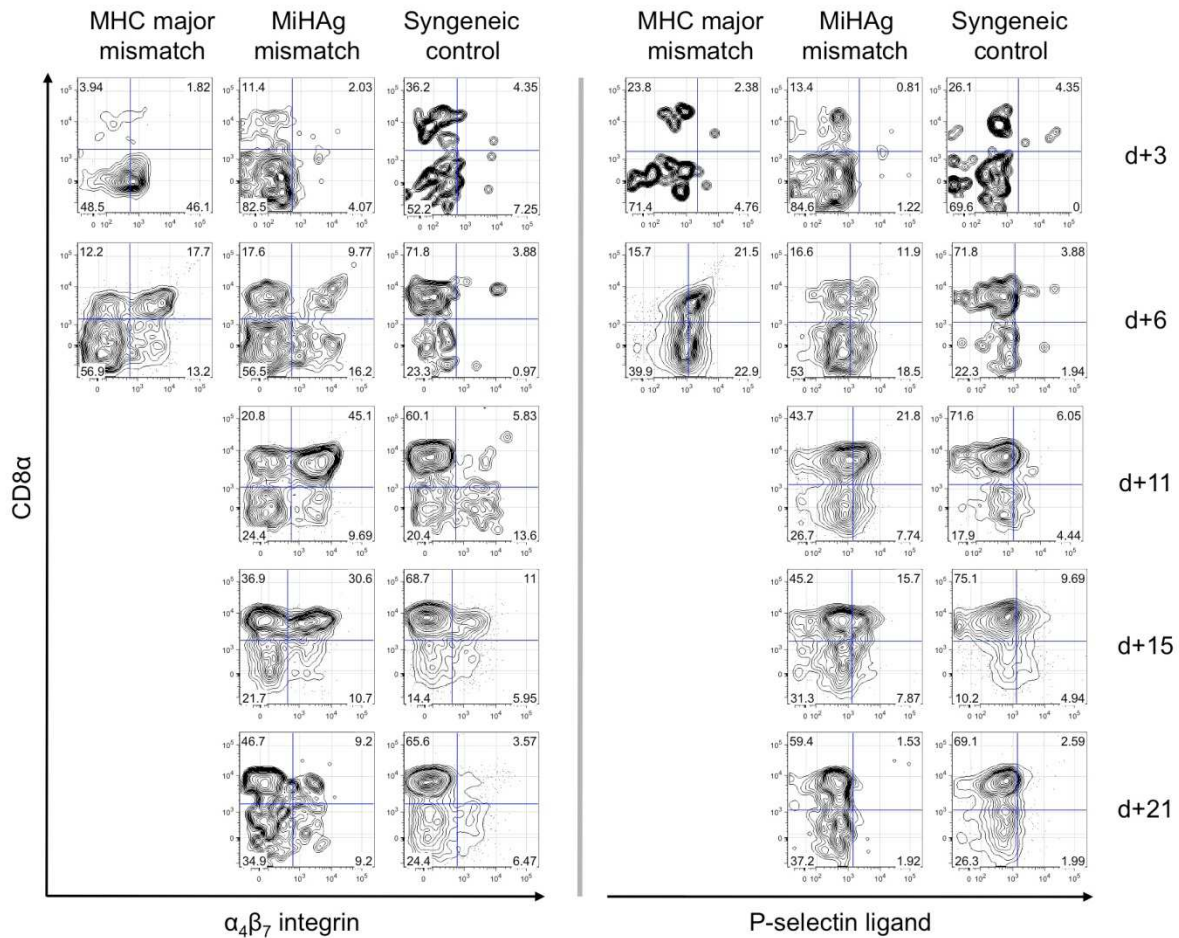 MHC major mismatch
MiHAg mismatch
Syngeneic control
MHC major mismatch
MiHAg mismatch
Syngeneic control
3.94 1.82 11.4 2.03 36.2 4.35 23.8 2.38 13.4 0.81 26.1 4.35
d+3
48.5 46.1 82.5 4.07 52.2 7.25 71.4 4.76 84.6 1.22 69.6 0
12.2 17.7 17.6 9.77 71.8 3.88 15.7 21.5 16.6 11.9 71.5 3.88
d+6
56.9 13.2 56.5 16.2 23.3 0.97 39.9 22.9 53 18.5 22.3 1.94
20.8 45.1 60.1 5.83 43.7 21.8 71.6 6.05
d+11
24.4 9.69 20.4 13.6 26.7 7.74 17.9 4.44
36.9 30.6 68.7 11 45.2 15.7 75.1 9.69
d+15
21.7 10.7 14.4 5.95 31.3 7.87 10.2 4.94
46.7 9.2 65.6 3.57 59.4 1.53 69.1 2.59
d+21
34.9 9.2 24.4 6.47 37.2 1.92 26.3 1.99
CD8α
α₄β₇ integrin
P-selectin ligand